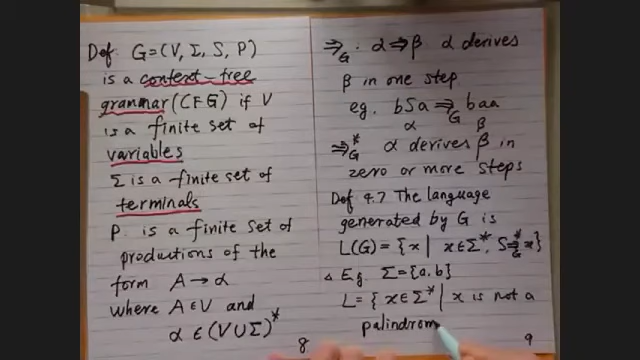 Def. G=(V, Σ, S, P)
is a context-free
grammar (CFG) if V
is a finite set of
variables
Σ is a finite set of
terminals
P is a finite set of
productions of the
form A → α
where A∈V and
α ∈ (V∪Σ)*
8
⇒G : α ⇒ β α derives
β in one step
eg. bSa ⇒G baa
α β
⇒*G α derives β in
zero or more steps
Def 4.7 The language
generated by G is
L(G) = {x | x∈Σ*, S⇒*G x}
△ Eg. Σ={a, b}
L = { x∈Σ* | x is not a
palindrom
9